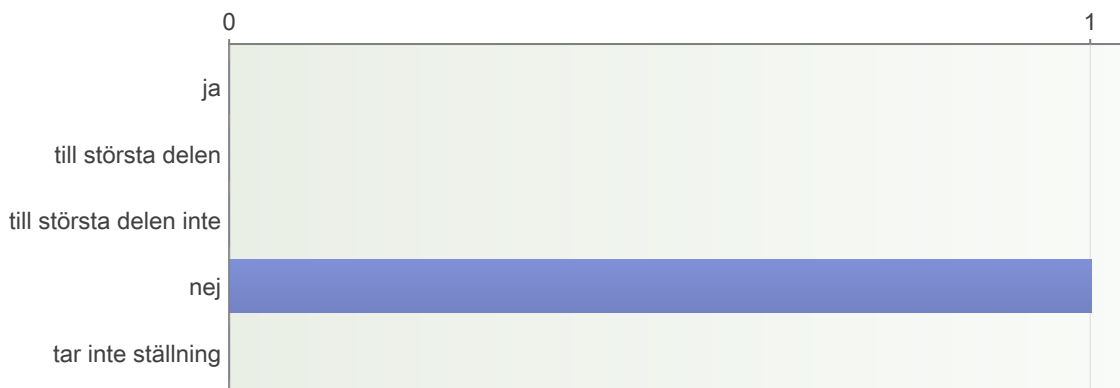 0 1
ja
till största delen
till största delen inte
nej
tar inte ställning